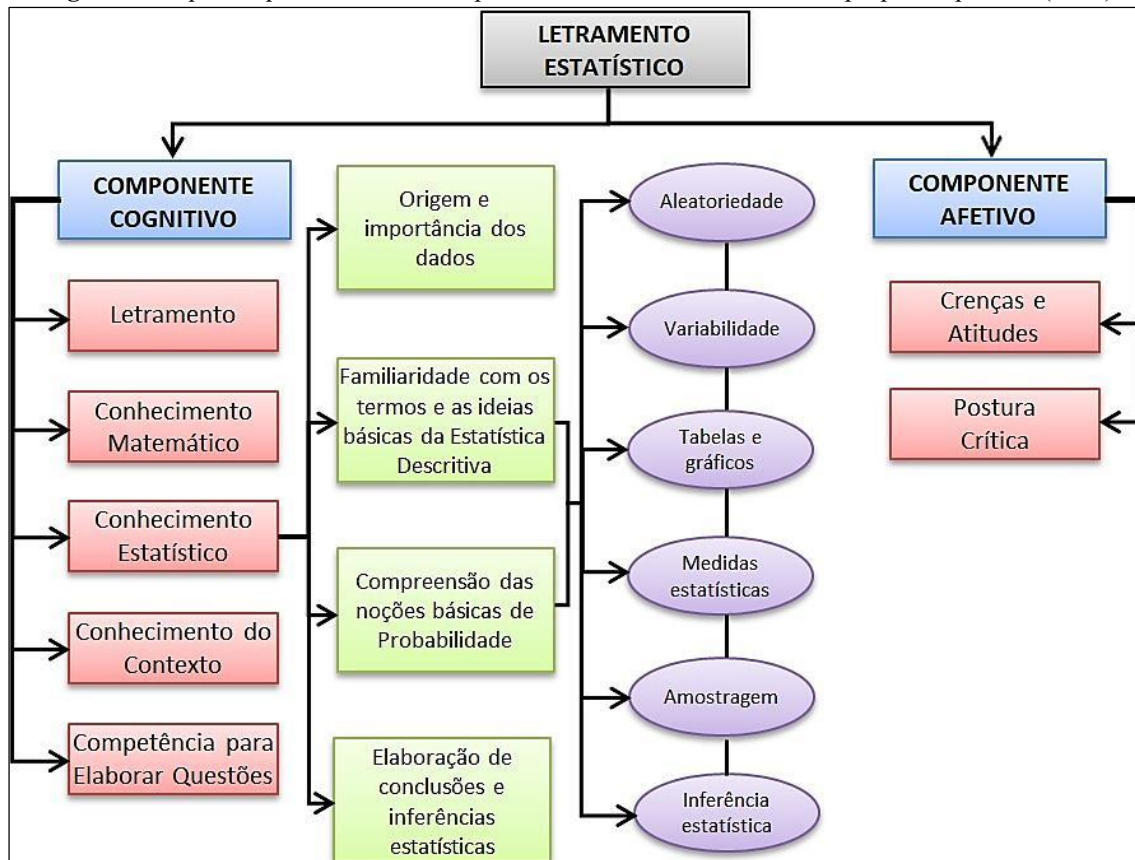 LETRAMENTO
ESTATÍSTICO
COMPONENTE
COGNITIVO
Letramento
Conhecimento
Matemático
Conhecimento
Estatístico
Conhecimento do
Contexto
Competência para
Elaborar Questões
Origem e
importância dos
dados
Familiaridade com os
termos e as ideias
básicas da Estatística
Descritiva
Compreensão das
noções básicas de
Probabilidade
Elaboração de
conclusões e
inferências
estatísticas
Aleatoriedade
Variabilidade
Tabelas e
gráficos
Medidas
estatísticas
Amostragem
Inferência
estatística
COMPONENTE
AFETIVO
Crenças e
Atitudes
Postura
Crítica